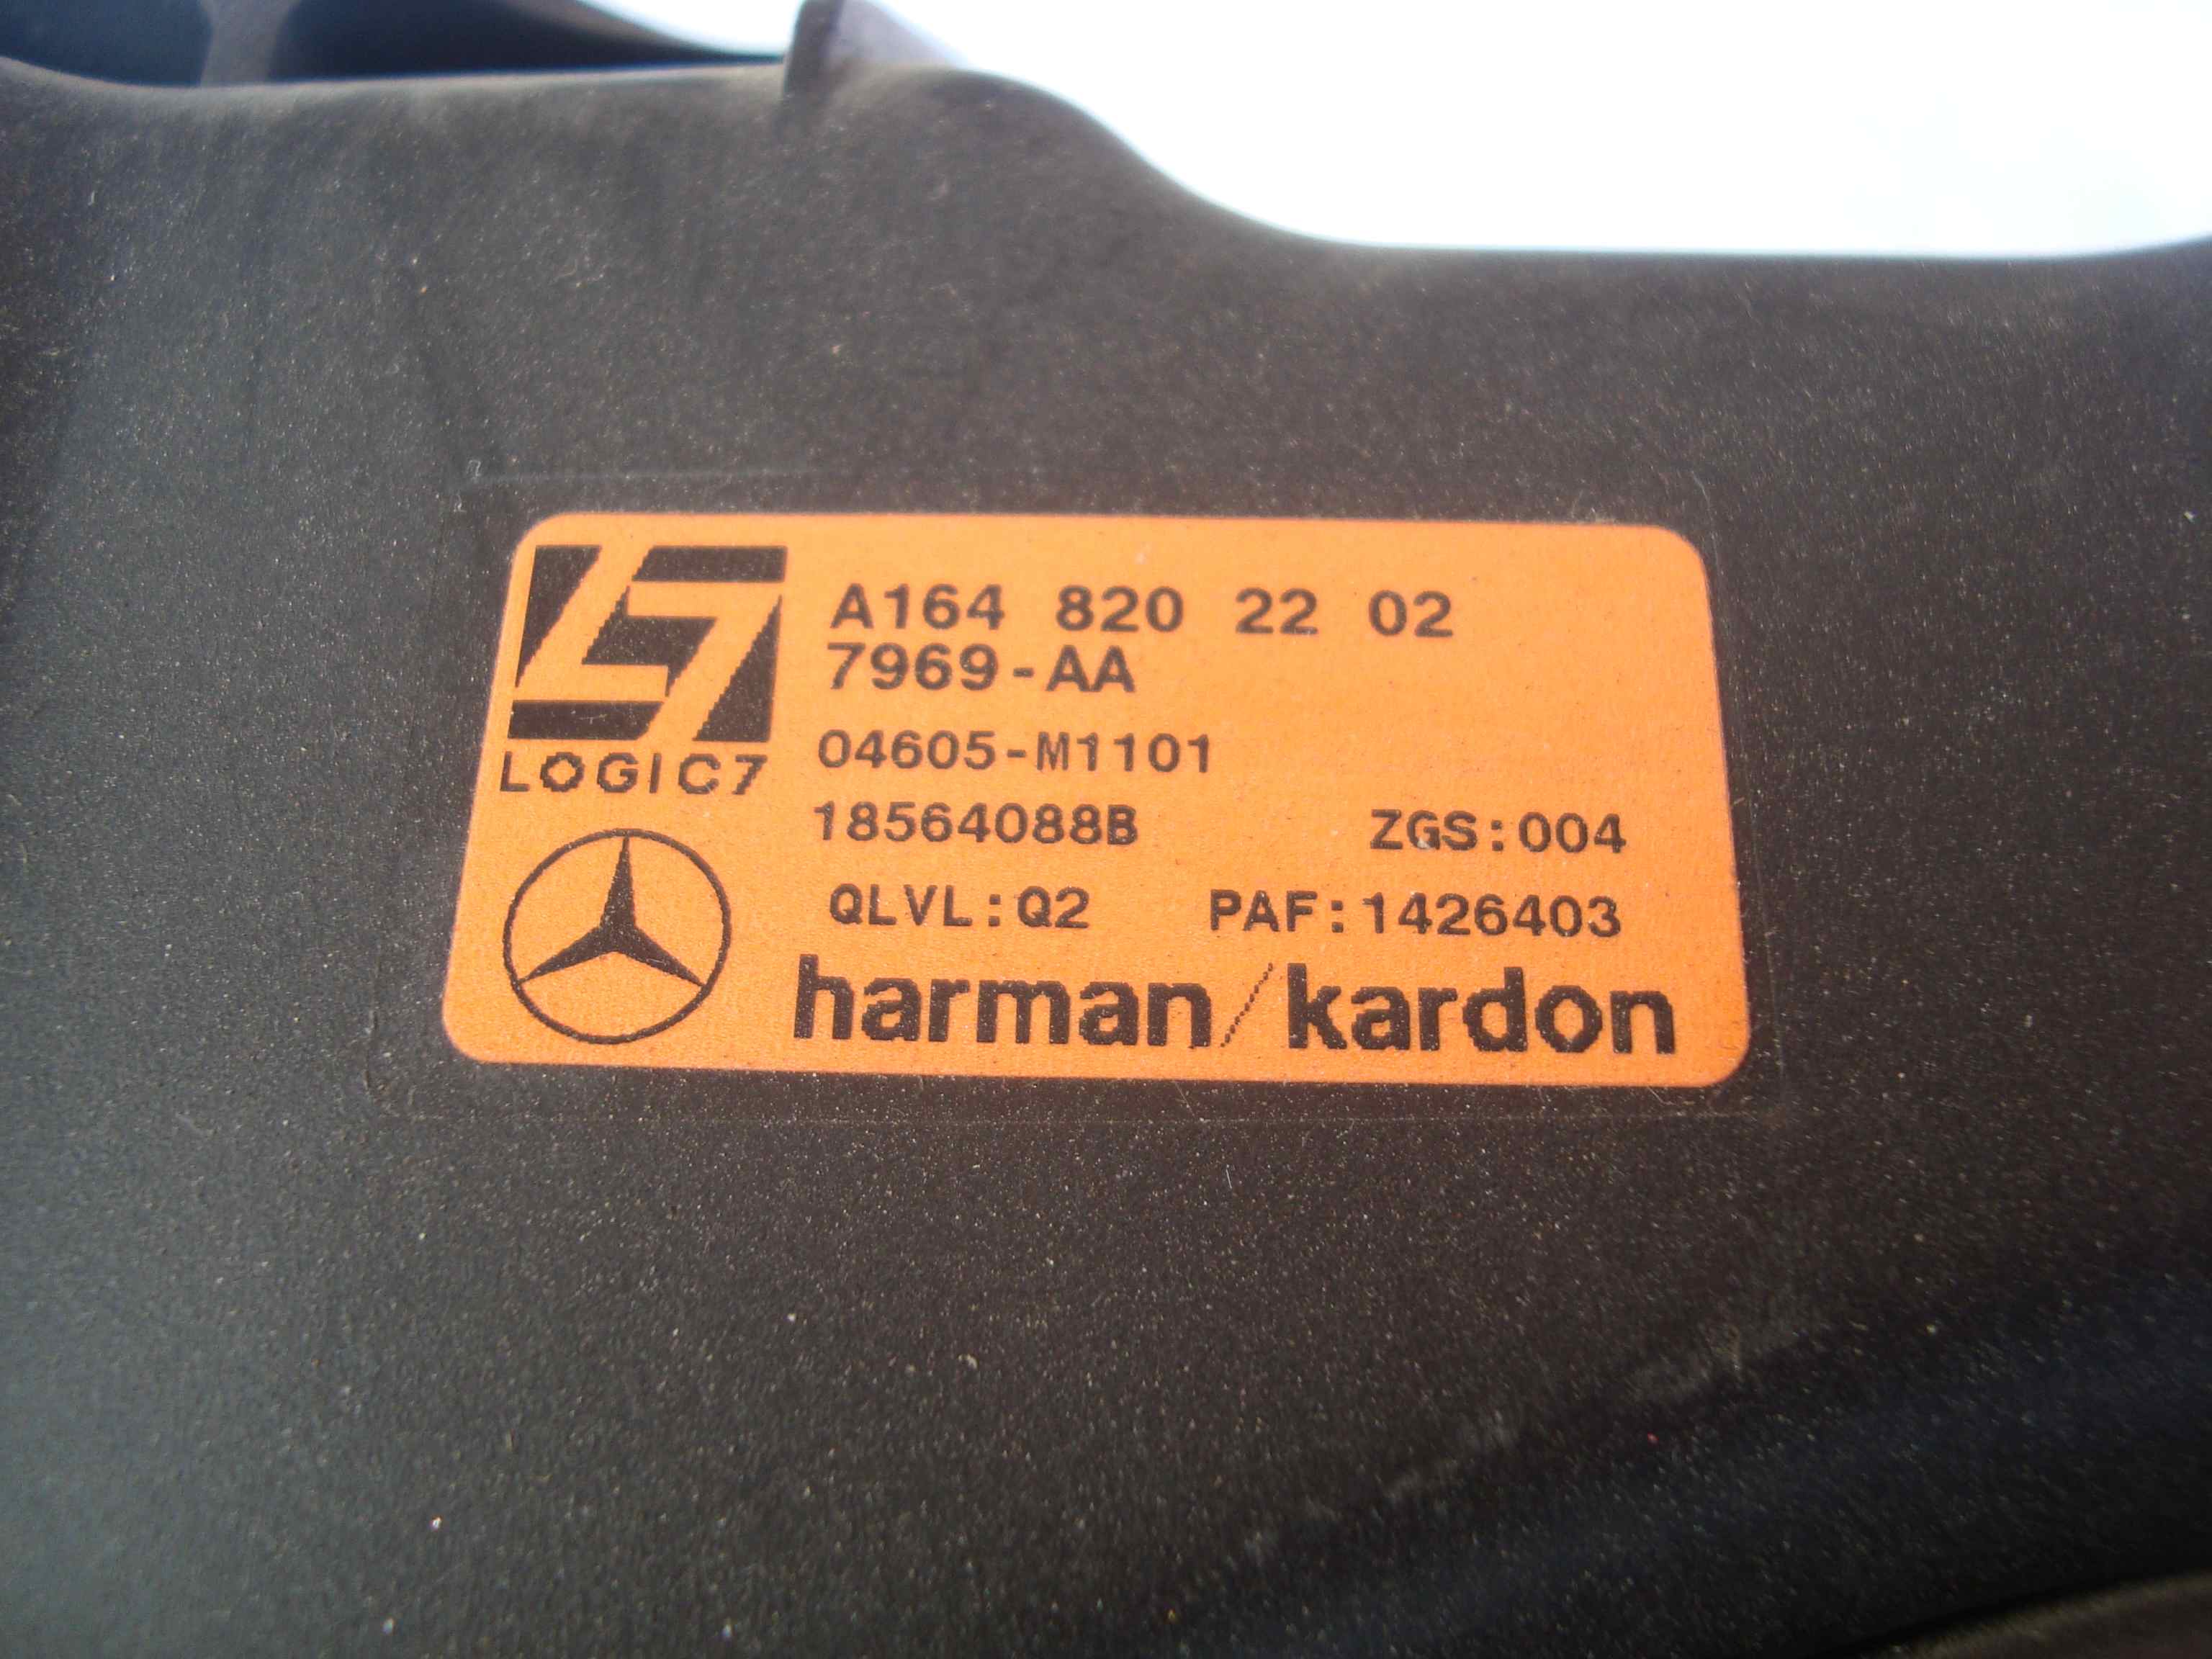 A164 820 22 02
7969-AA
LOGIC7
04605-M1101
18564088B ZGS:004
QLVL:Q2 PAF:1426403
harman/kardon